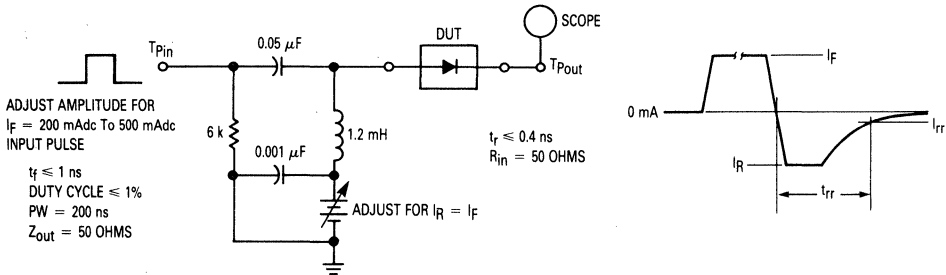 SCOPE
DUT
0.05 μF
TPin
TPout
ADJUST AMPLITUDE FOR
IF = 200 mAdc To 500 mAdc
INPUT PULSE
6 k
1.2 mH
0.001 μF
tf ≤ 1 ns
DUTY CYCLE ≤ 1%
PW = 200 ns
Zout = 50 OHMS
ADJUST FOR IR = IF
tr ≤ 0.4 ns
Rin = 50 OHMS
IF
0 mA
Irr
IR
trr